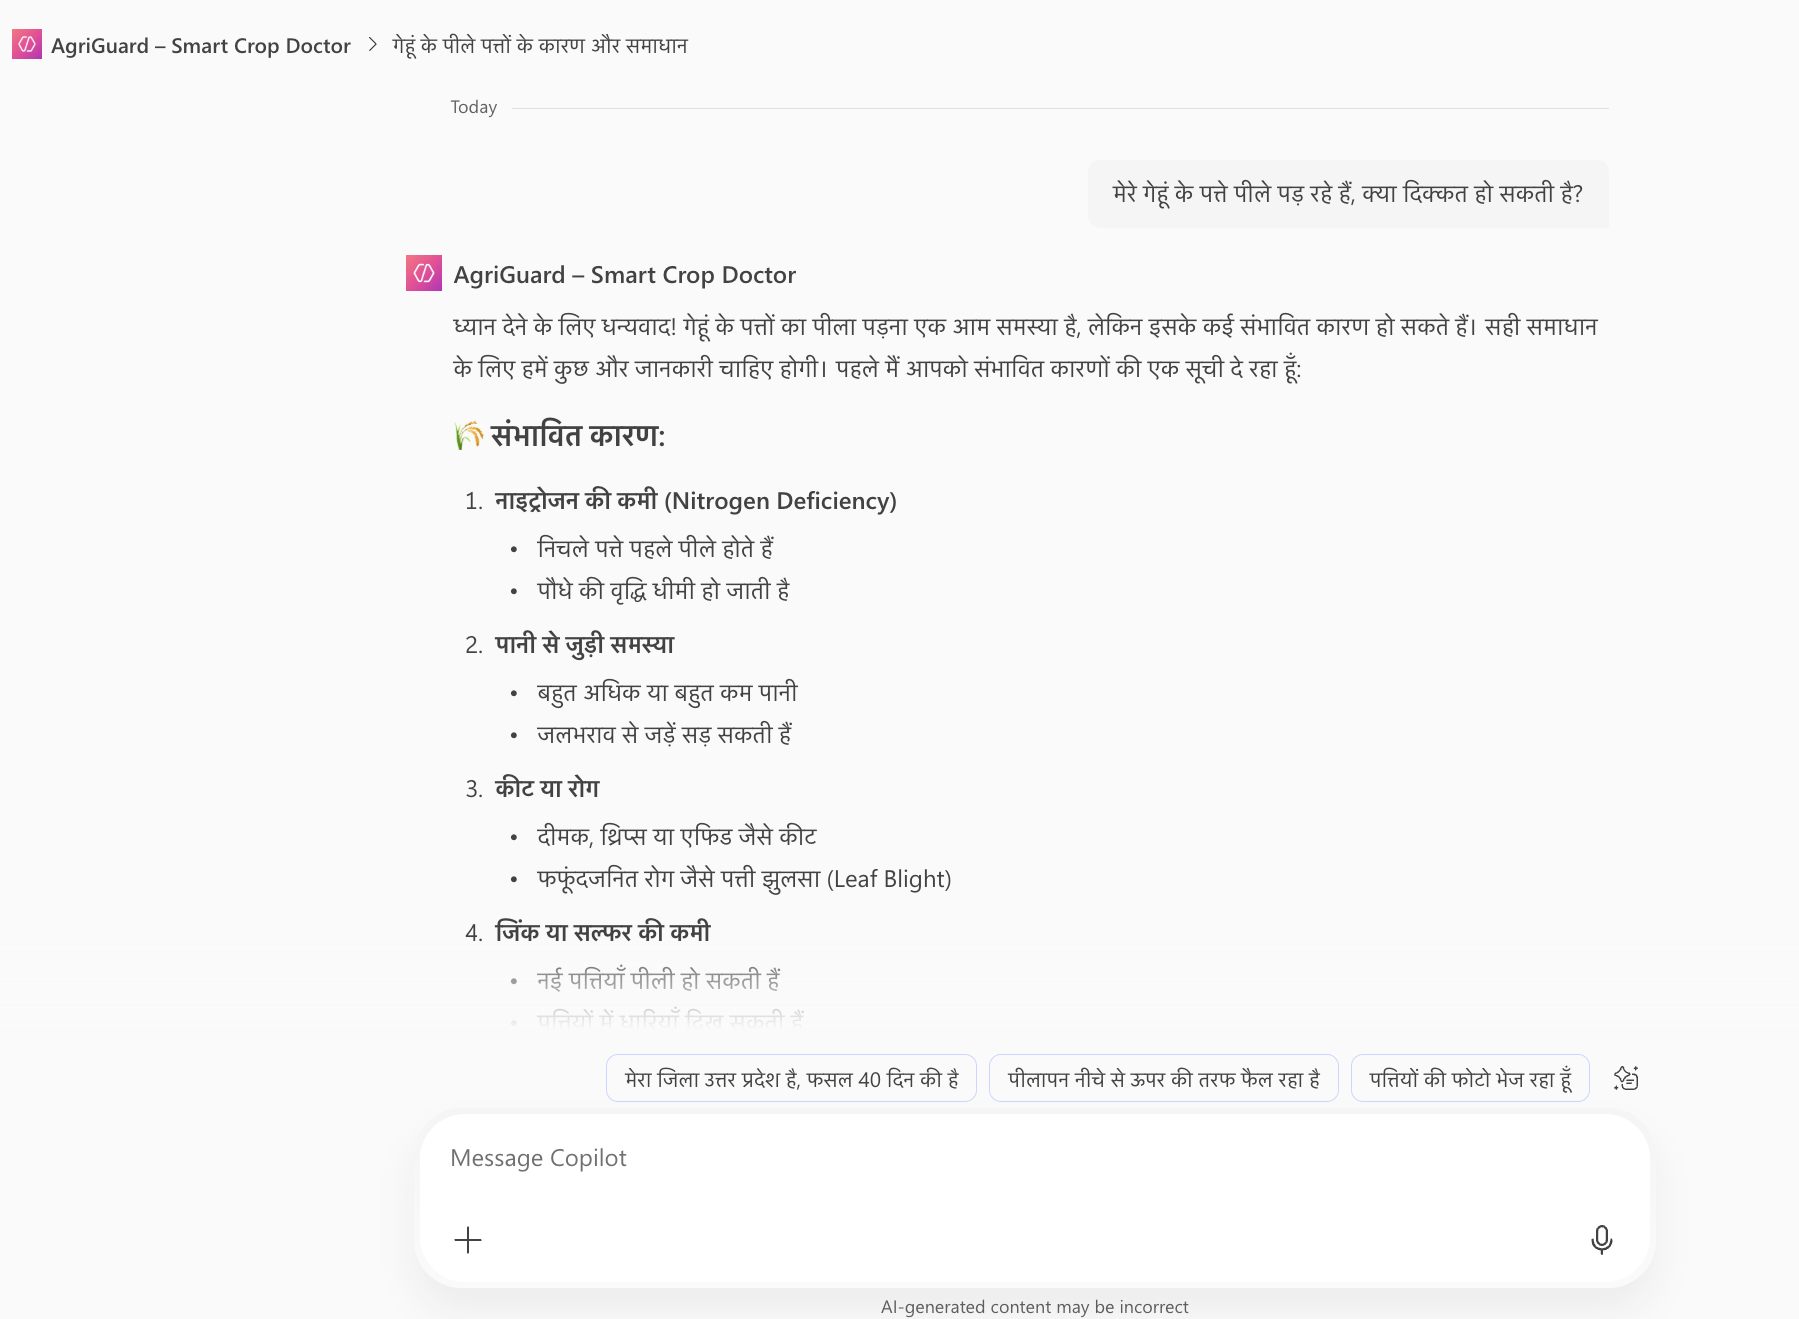 AgriGuard – Smart Crop Doctor > गेहूं के पीले पत्तों के कारण और समाधान
Today
मेरे गेहूं के पत्ते पीले पड़ रहे हैं, क्या दिक्कत हो सकती है?
AgriGuard – Smart Crop Doctor
ध्यान देने के लिए धन्यवाद! गेहूं के पत्तों का पीला पड़ना एक आम समस्या है, लेकिन इसके कई संभावित कारण हो सकते हैं। सही समाधान
के लिए हमें कुछ और जानकारी चाहिए होगी। पहले मैं आपको संभावित कारणों की एक सूची दे रहा हूँ:
🌾 संभावित कारण:
1. नाइट्रोजन की कमी (Nitrogen Deficiency)
• निचले पत्ते पहले पीले होते हैं
• पौधे की वृद्धि धीमी हो जाती है
2. पानी से जुड़ी समस्या
• बहुत अधिक या बहुत कम पानी
• जलभराव से जड़ें सड़ सकती हैं
3. कीट या रोग
• दीमक, थ्रिप्स या एफिड जैसे कीट
• फफूंदजनित रोग जैसे पत्ती झुलसा (Leaf Blight)
4. जिंक या सल्फर की कमी
• नई पत्तियाँ पीली हो सकती हैं
• पत्तियों में धारियाँ दिख सकती हैं
मेरा जिला उत्तर प्रदेश है, फसल 40 दिन की है
पीलापन नीचे से ऊपर की तरफ फैल रहा है
पत्तियों की फोटो भेज रहा हूँ
Message Copilot
AI-generated content may be incorrect